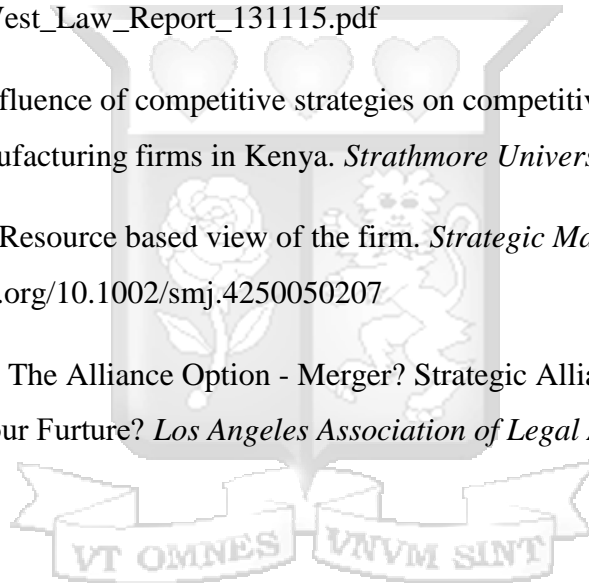 Vest_Law_Report_131115.pdf
fluence of competitive strategies on competitiv
ufacturing firms in Kenya. Strathmore Univers
Resource based view of the firm. Strategic Ma
.org/10.1002/smj.4250050207
The Alliance Option - Merger? Strategic Allia
our Furture? Los Angeles Association of Legal
VT OMNES VNVM SINT